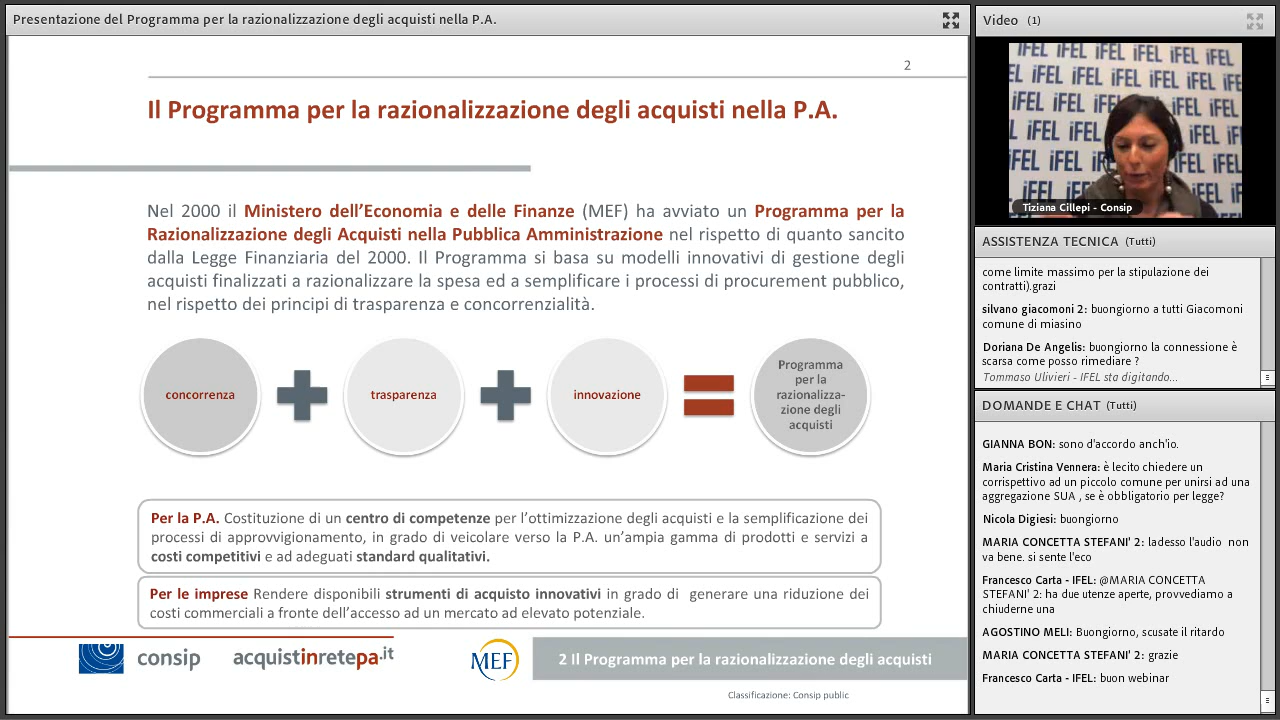 Presentazione del Programma per la razionalizzazione degli acquisti nella P.A.
2
Il Programma per la razionalizzazione degli acquisti nella P.A.
Nel 2000 il Ministero dell'Economia e delle Finanze (MEF) ha avviato un Programma per la
Razionalizzazione degli Acquisti nella Pubblica Amministrazione nel rispetto di quanto sancito
dalla Legge Finanziaria del 2000. Il Programma si basa su modelli innovativi di gestione degli
acquisti finalizzati a razionalizzare la spesa ed a semplificare i processi di procurement pubblico,
nel rispetto dei principi di trasparenza e concorrenzialità.
concorrenza
trasparenza
innovazione
Programma
per la
razionalizza-
zione degli
acquisti
Per la P.A. Costituzione di un centro di competenze per l'ottimizzazione degli acquisti e la semplificazione dei
processi di approvvigionamento, in grado di veicolare verso la P.A. un'ampia gamma di prodotti e servizi a
costi competitivi e ad adeguati standard qualitativi.
Per le imprese Rendere disponibili strumenti di acquisto innovativi in grado di generare una riduzione dei
costi commerciali a fronte dell'accesso ad un mercato ad elevato potenziale.
consip
acquistinretepa.it
MEF
2 Il Programma per la razionalizzazione degli acquisti
Classificazione: Consip public
Video (1)
iFEL iFEL iFEL iFEL
Tiziana Cillepi - Consip
ASSISTENZA TECNICA (Tutti)
come limite massimo per la stipulazione dei
contratti).grazi
silvano giacomoni 2: buongiorno a tutti Giacomoni
comune di miasino
Doriana De Angelis: buongiorno la connessione è
scarsa come posso rimediare ?
Tommaso Ulivieri - IFEL sta digitando...
DOMANDE E CHAT (Tutti)
GIANNA BON: sono d'accordo anch'io.
Maria Cristina Vennera: è lecito chiedere un
corrispettivo ad un piccolo comune per unirsi ad una
aggregazione SUA , se è obbligatorio per legge?
Nicola Digiesi: buongiorno
MARIA CONCETTA STEFANI' 2: ladesso l'audio non
va bene. si sente l'eco
Francesco Carta - IFEL: @MARIA CONCETTA
STEFANI' 2: ha due utenze aperte, provvediamo a
chiuderne una
AGOSTINO MELI: Buongiorno, scusate il ritardo
MARIA CONCETTA STEFANI' 2: grazie
Francesco Carta - IFEL: buon webinar